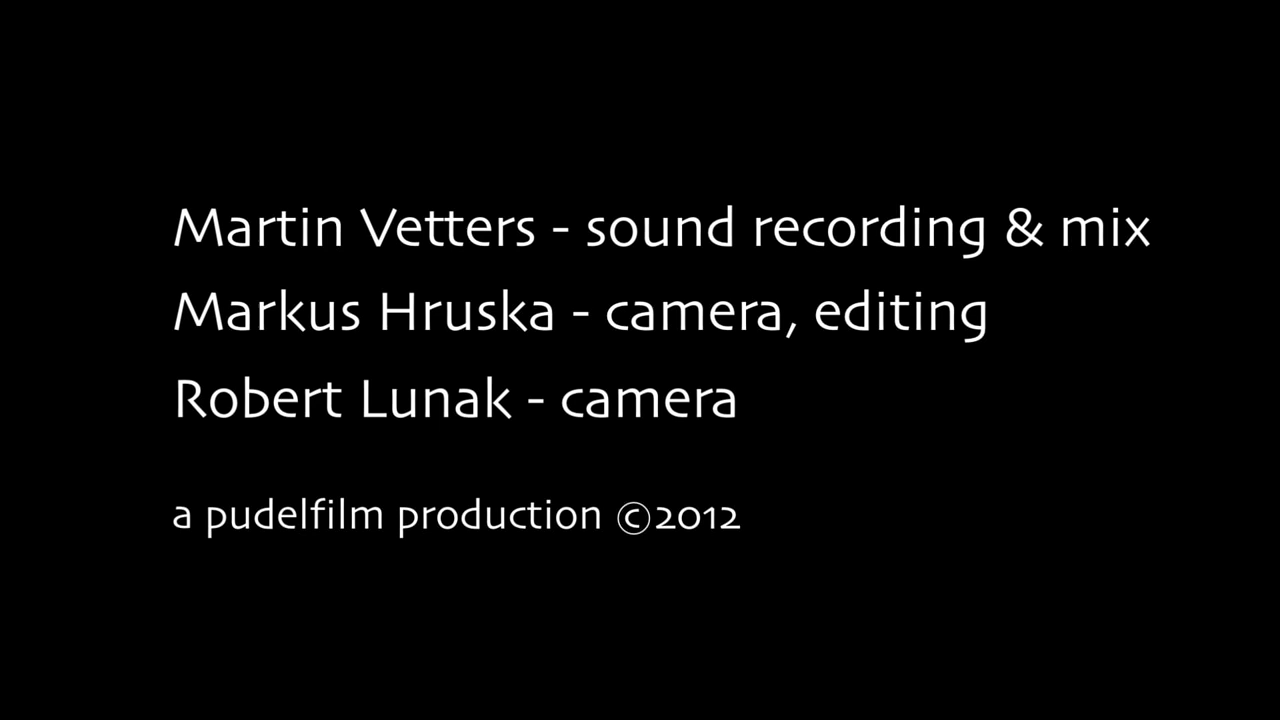 Martin Vetters - sound recording & mix
Markus Hruska - camera, editing
Robert Lunak - camera
a pudelfilm production ©2012